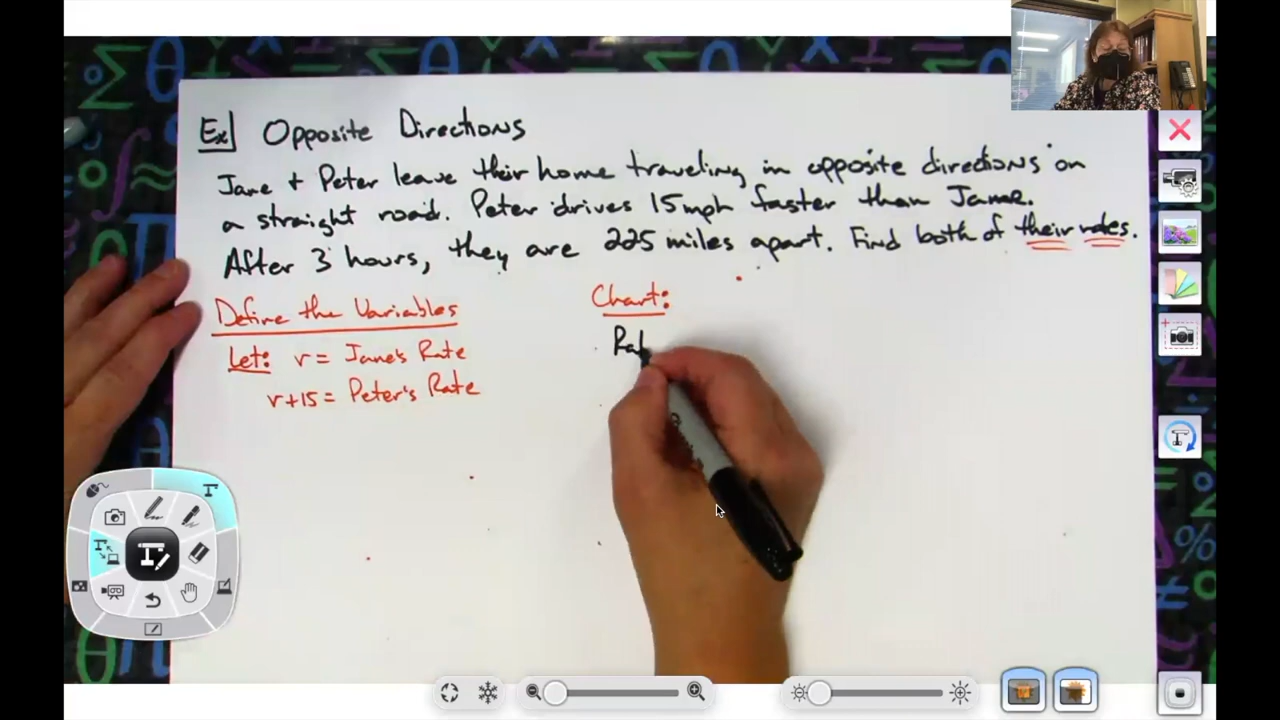 Ex] Opposite Directions
Jane + Peter leave their home traveling in opposite directions on
a straight road. Peter drives 15mph faster than Jane.
After 3 hours, they are 225 miles apart. Find both of their rates.
Define the Variables
Let: r = Jane's Rate
r+15 = Peter's Rate
Chart:
Rat